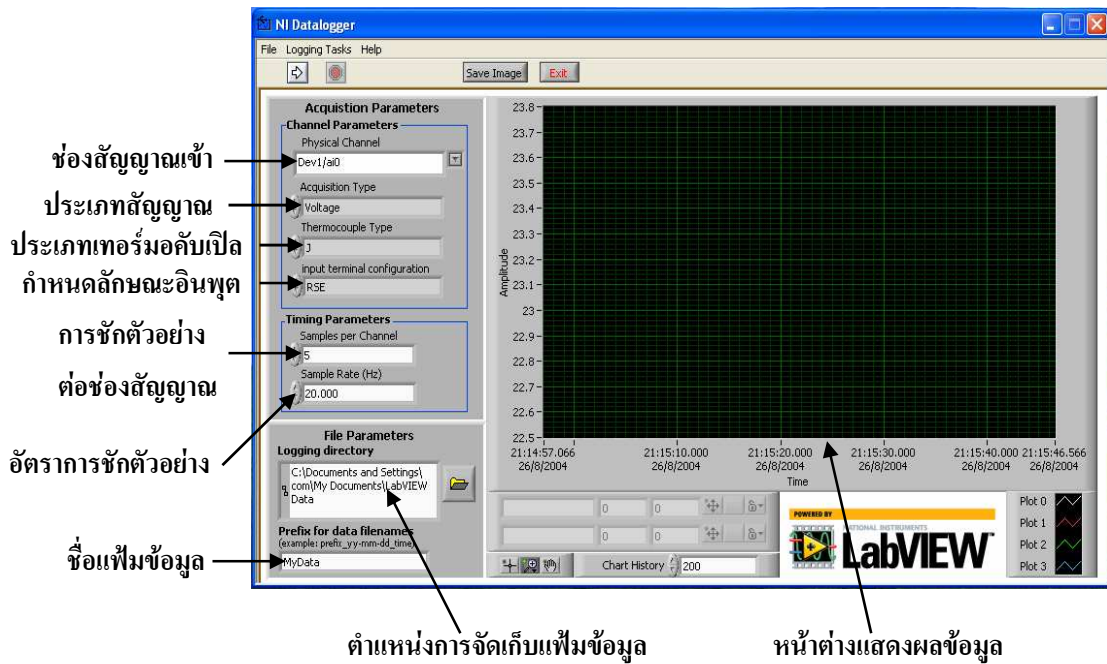 NI Datalogger
File Logging Tasks Help
Save Image Exit
Acquistion Parameters
Channel Parameters
Physical Channel
Dev1/ai0
Acquisition Type
Voltage
Thermocouple Type
J
input terminal configuration
RSE
Timing Parameters
Samples per Channel
5
Sample Rate (Hz)
20.000
File Parameters
Logging directory
C:\Documents and Settings\
com\My Documents\LabVIEW
Data
Prefix for data filenames
(example: prefix_yy-mm-dd_time)
MyData
ช่องสัญญาณเข้า
ประเภทสัญญาณ
ประเภทเทอร์มอคับเปิล
กำหนดลักษณะอินพุต
การชักตัวอย่าง
ต่อช่องสัญญาณ
อัตราการชักตัวอย่าง
ชื่อแฟ้มข้อมูล
Amplitude
23.8
23.7
23.6
23.5
23.4
23.3
23.2
23.1
23
22.9
22.8
22.7
22.6
22.5
21:14:57.066 21:15:10.000 21:15:20.000 21:15:30.000 21:15:40.000 21:15:46.566
26/8/2004 26/8/2004 26/8/2004 26/8/2004 26/8/2004 26/8/2004
Time
0 0
0 0
Chart History 200
POWERED BY
NATIONAL INSTRUMENTS
LabVIEW™
Plot 0
Plot 1
Plot 2
Plot 3
ตำแหน่งการจัดเก็บแฟ้มข้อมูล
หน้าต่างแสดงผลข้อมูล